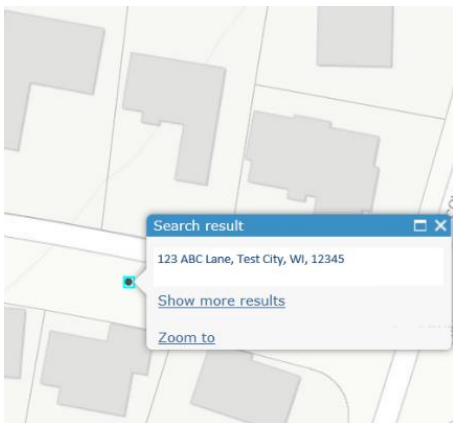 Search result
123 ABC Lane, Test City, WI, 12345
Show more results
Zoom to